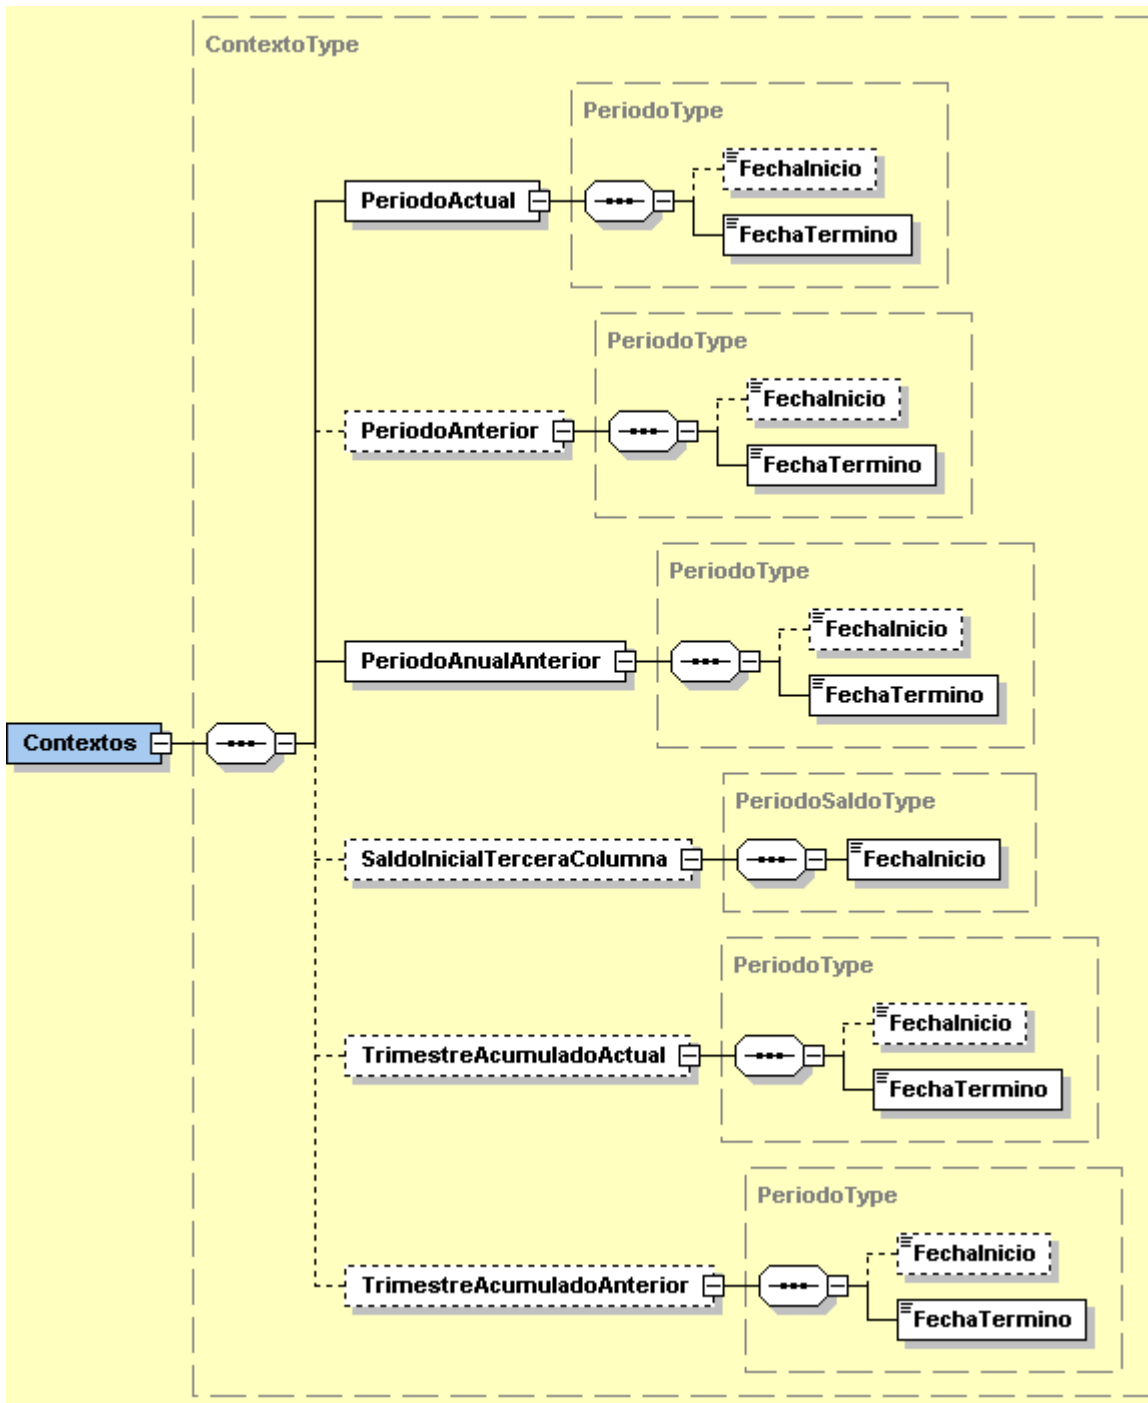 ContextoType
PeriodoType
FechaInicio
PeriodoActual
FechaTermino
PeriodoType
FechaInicio
PeriodoAnterior
FechaTermino
PeriodoType
FechaInicio
PeriodoAnualAnterior
FechaTermino
Contextos
PeriodoSaldoType
SaldoInicialTerceraColumna
FechaInicio
PeriodoType
FechaInicio
TrimestreAcumuladoActual
FechaTermino
PeriodoType
FechaInicio
TrimestreAcumuladoAnterior
FechaTermino